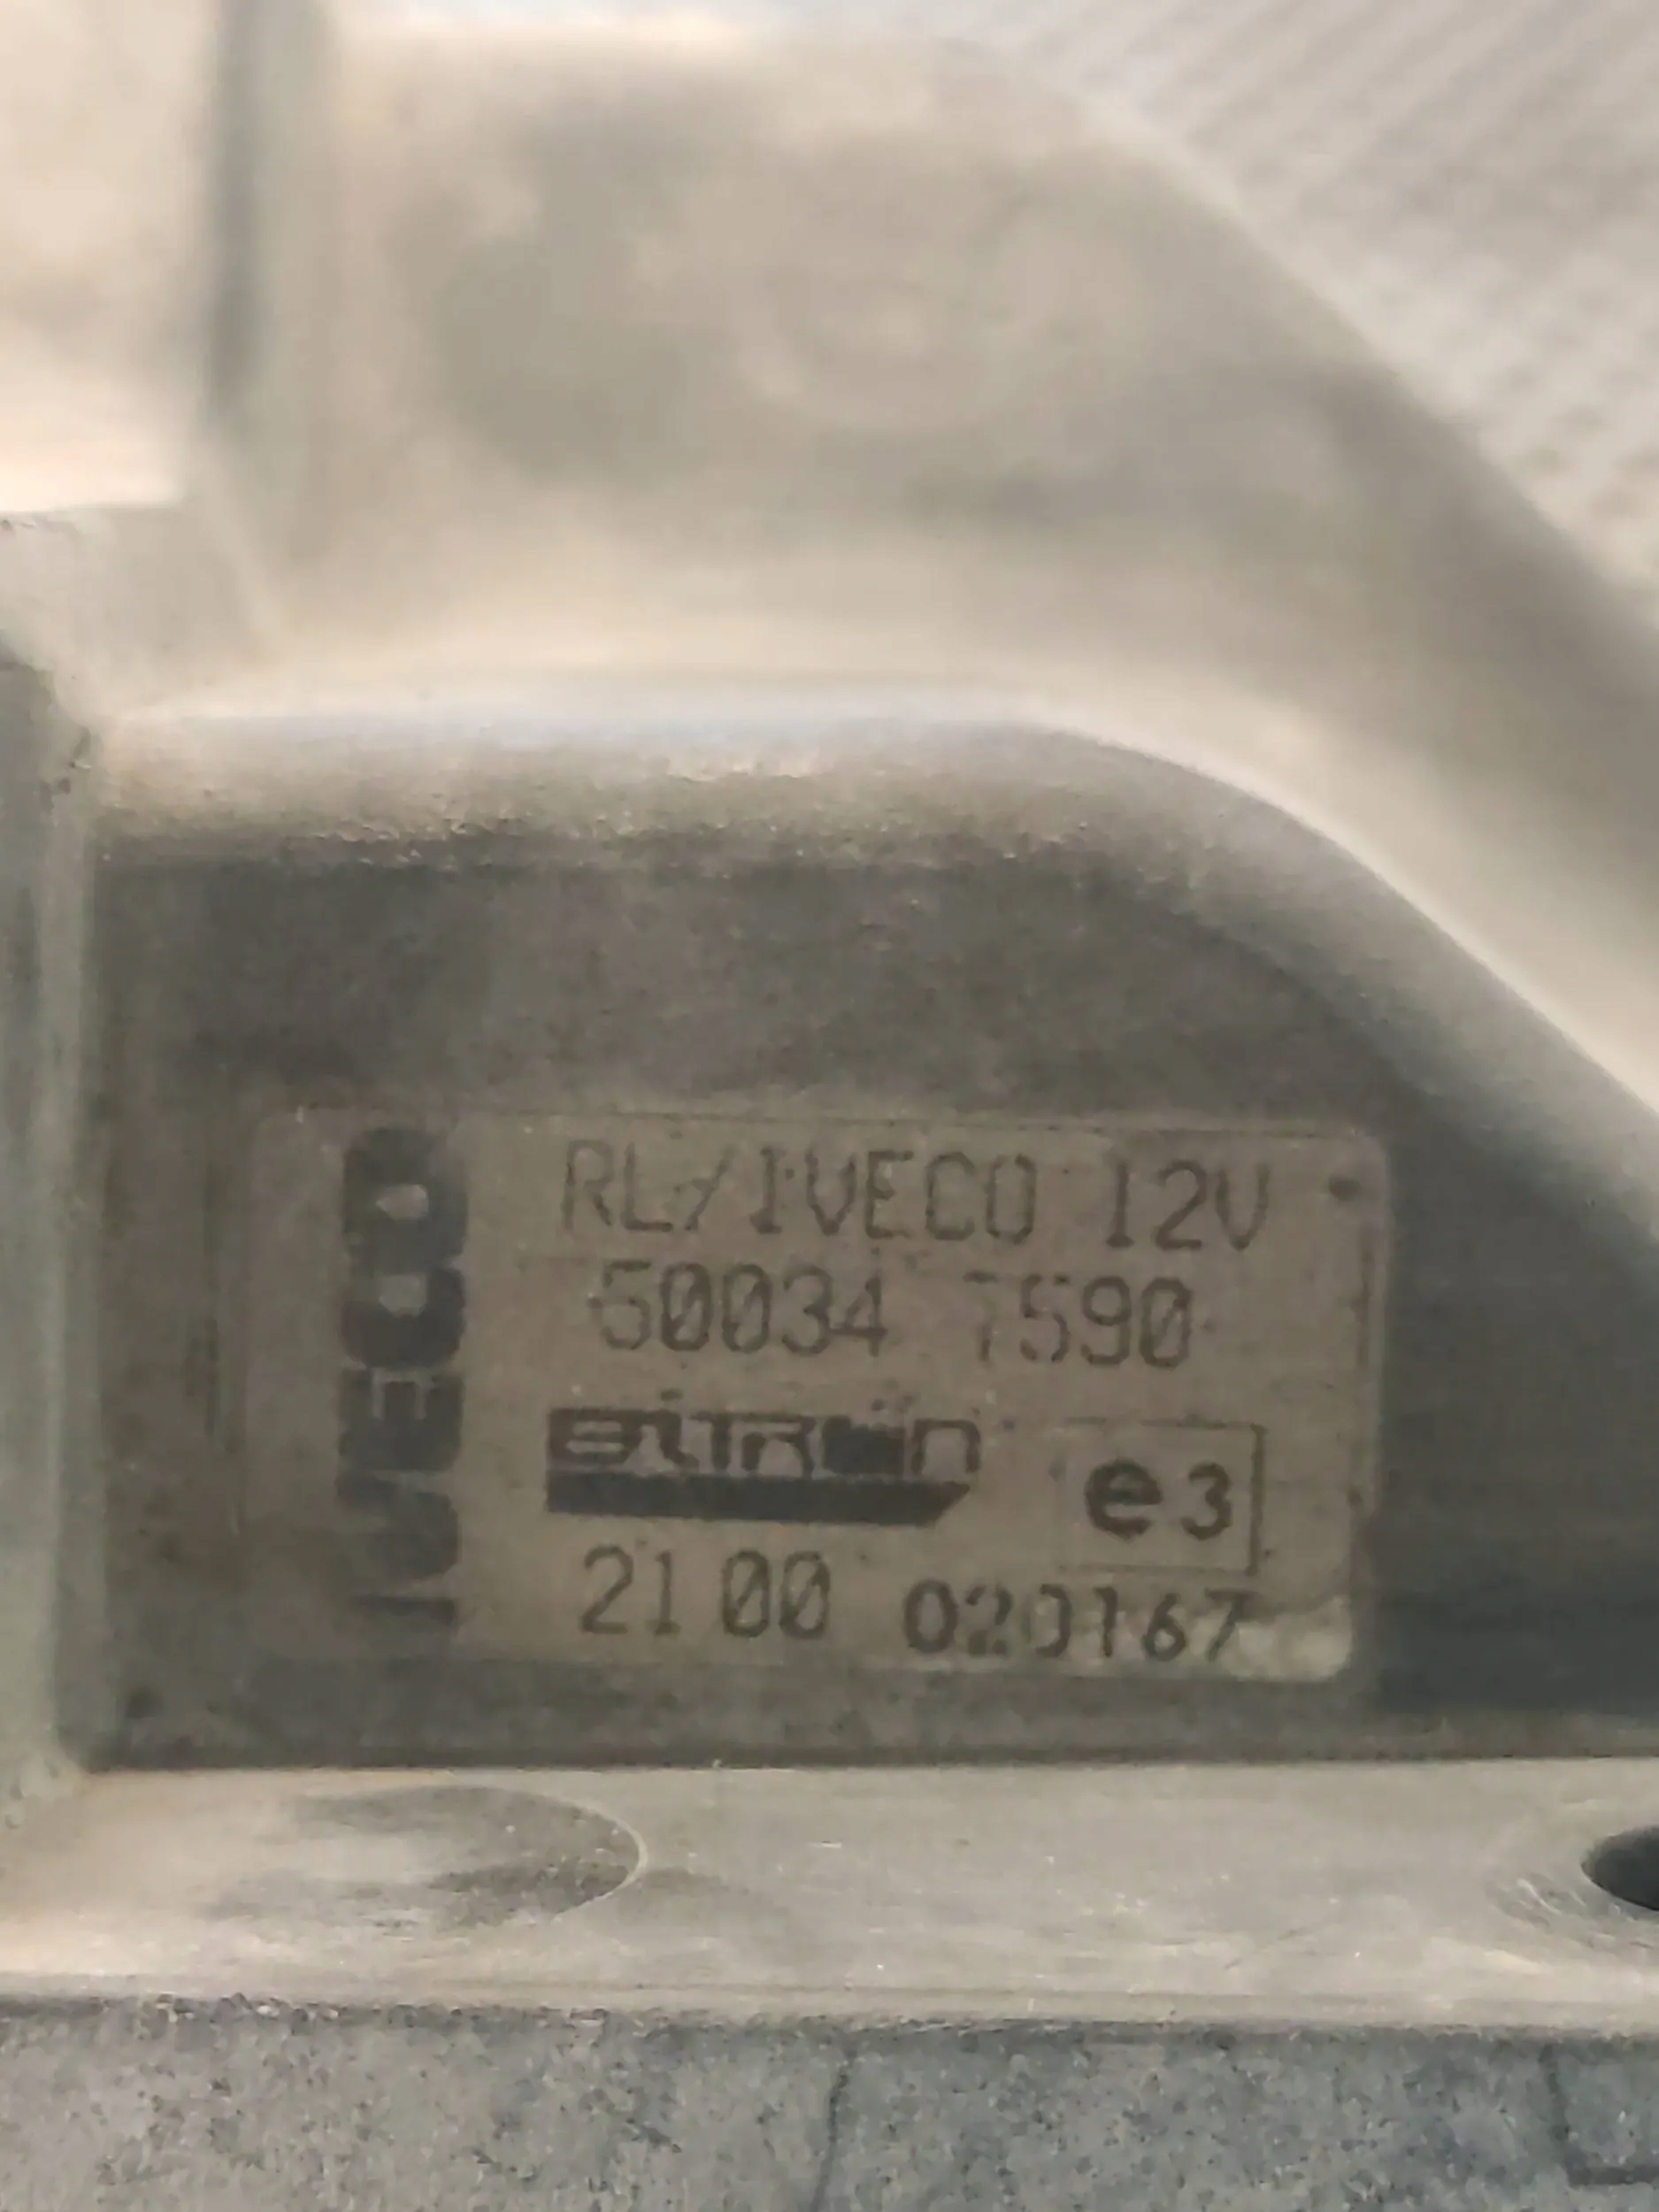 IVECO
RL/IVECO 12V
50034 7590
BITRON
e3
2100 020167